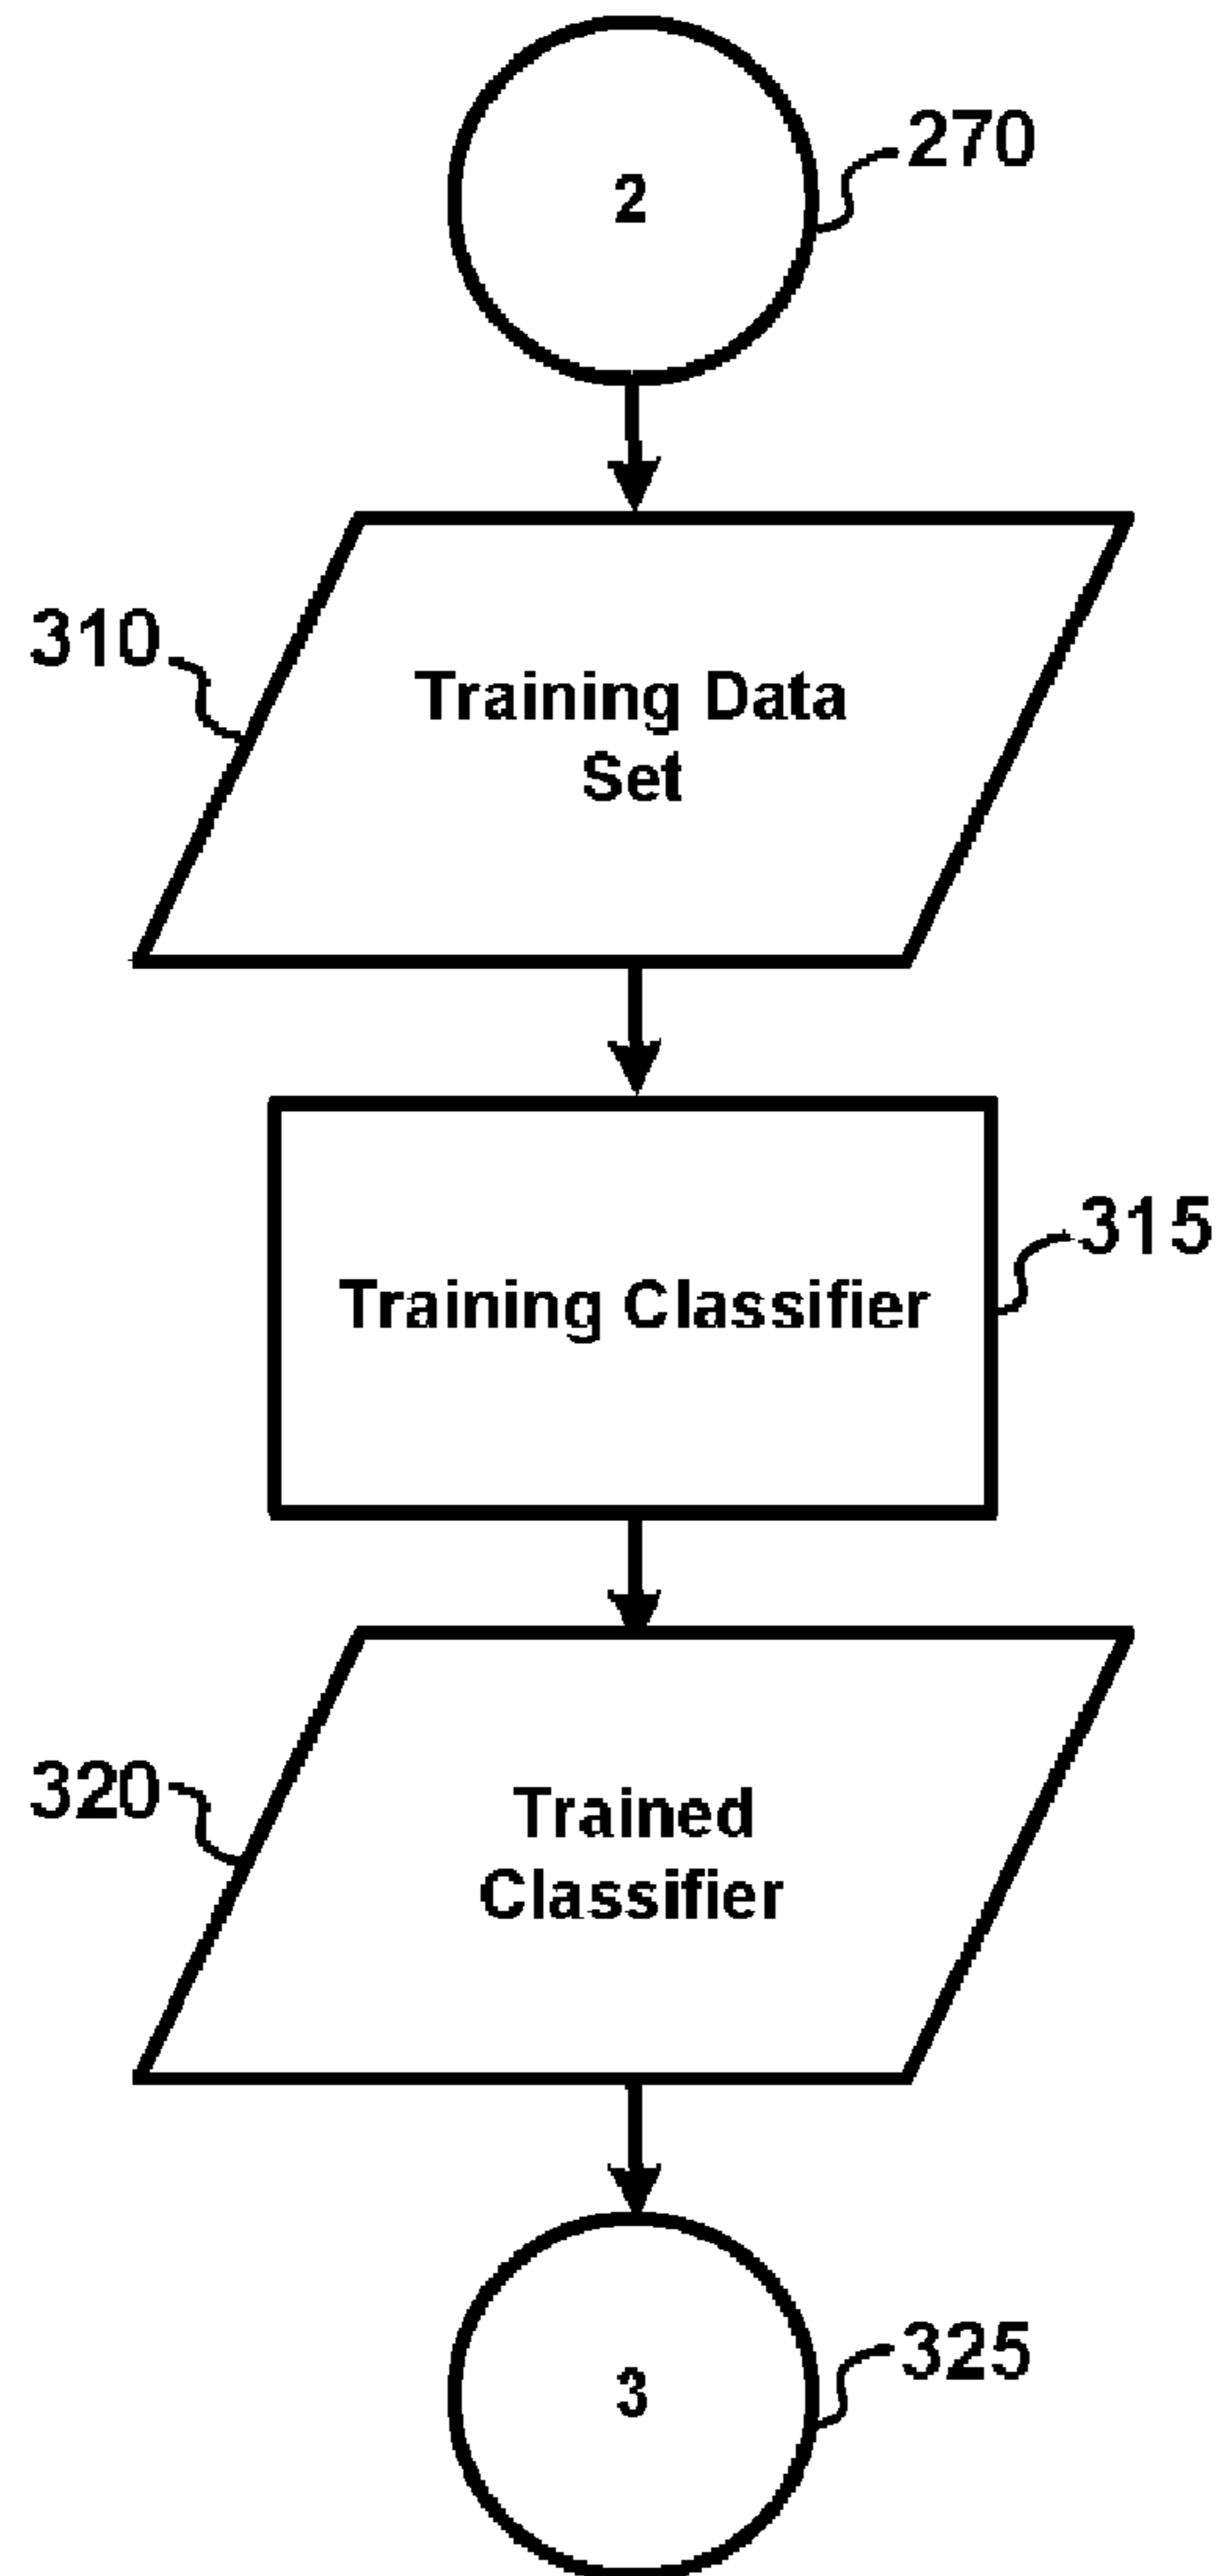 2
270
310
Training Data
Set
315
Training Classifier
320
Trained
Classifier
3
325